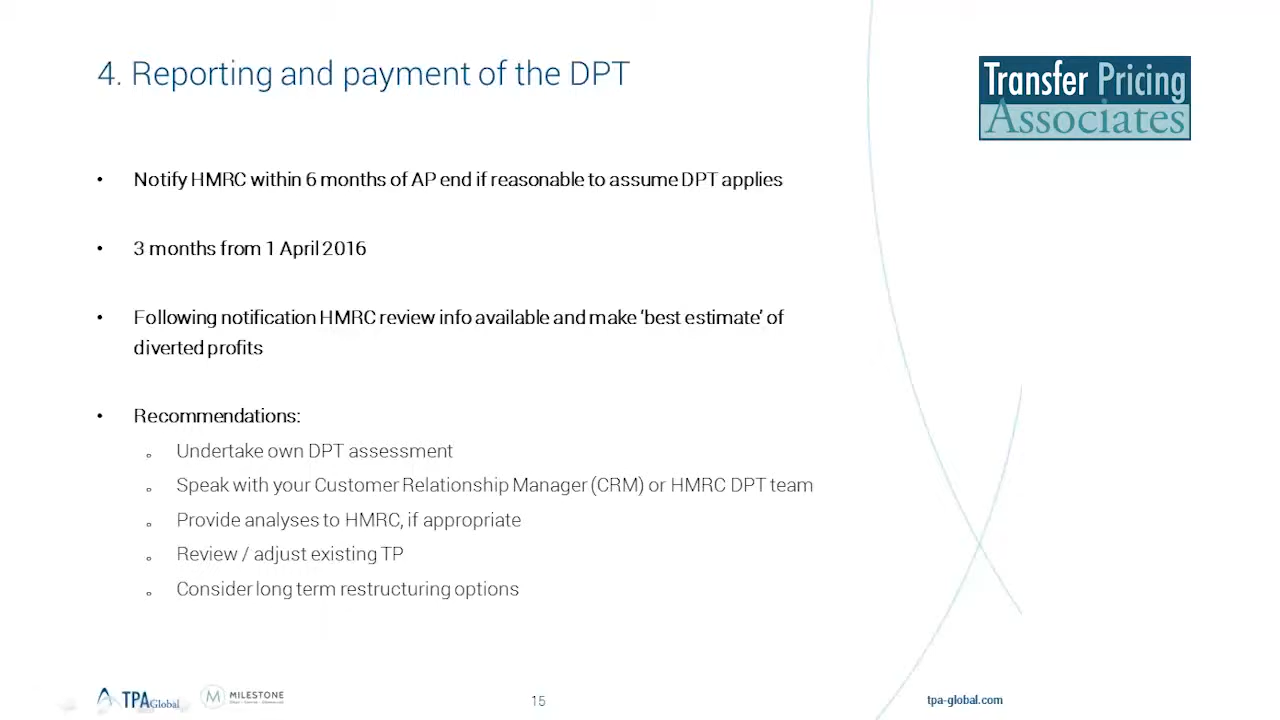 4. Reporting and payment of the DPT
Transfer Pricing
Associates
• Notify HMRC within 6 months of AP end if reasonable to assume DPT applies
• 3 months from 1 April 2016
• Following notification HMRC review info available and make ‘best estimate’ of
diverted profits
• Recommendations:
o Undertake own DPT assessment
o Speak with your Customer Relationship Manager (CRM) or HMRC DPT team
o Provide analyses to HMRC, if appropriate
o Review / adjust existing TP
o Consider long term restructuring options
TPA Global
M MILESTONE
15
tpa-global.com